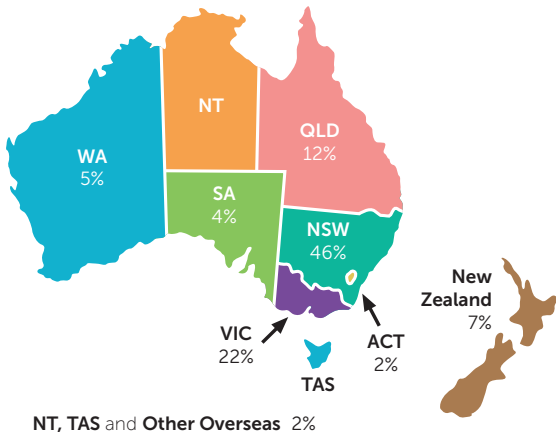 NT
QLD
12%
WA
5%
SA
4%
NSW
46%
New
Zealand
7%
VIC
22%
ACT
2%
TAS
NT, TAS and Other Overseas 2%